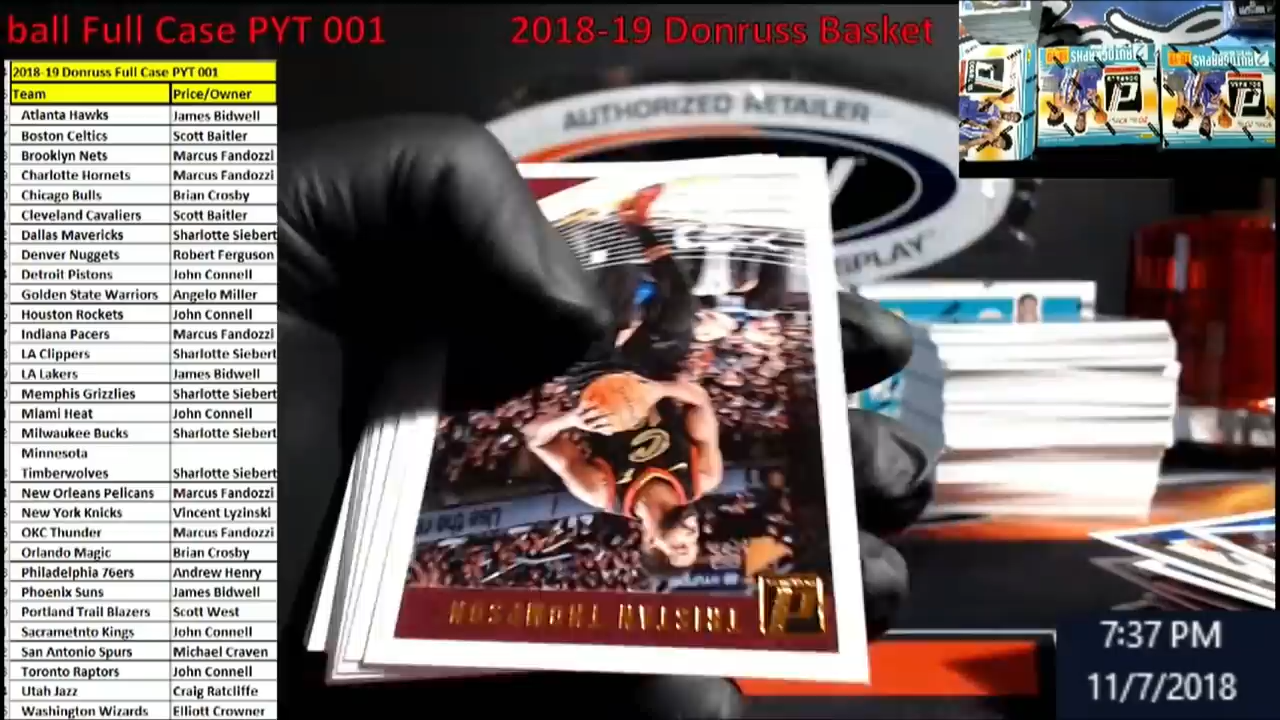 ball Full Case PYT 001 2018-19 Donruss Basket
2018-19 Donruss Full Case PYT 001
Team Price/Owner
Atlanta Hawks James Bidwell
Boston Celtics Scott Baitler
Brooklyn Nets Marcus Fandozzi
Charlotte Hornets Marcus Fandozzi
Chicago Bulls Brian Crosby
Cleveland Cavaliers Scott Baitler
Dallas Mavericks Sharlotte Siebert
Denver Nuggets Robert Ferguson
Detroit Pistons John Connell
Golden State Warriors Angelo Miller
Houston Rockets John Connell
Indiana Pacers Marcus Fandozzi
LA Clippers Sharlotte Siebert
LA Lakers James Bidwell
Memphis Grizzlies Sharlotte Siebert
Miami Heat John Connell
Milwaukee Bucks Sharlotte Siebert
Minnesota
Timberwolves Sharlotte Siebert
New Orleans Pelicans Marcus Fandozzi
New York Knicks Vincent Lyzinski
OKC Thunder Marcus Fandozzi
Orlando Magic Brian Crosby
Philadelphia 76ers Andrew Henry
Phoenix Suns James Bidwell
Portland Trail Blazers Scott West
Sacrametnto Kings John Connell
San Antonio Spurs Michael Craven
Toronto Raptors John Connell
Utah Jazz Craig Ratcliffe
Washington Wizards Elliott Crowner
AUTHORIZED RETAILER
SPLAY
TRISTAN THOMPSON
AUTOGRAPHS
AUTOGRAPHS
7:37 PM
11/7/2018